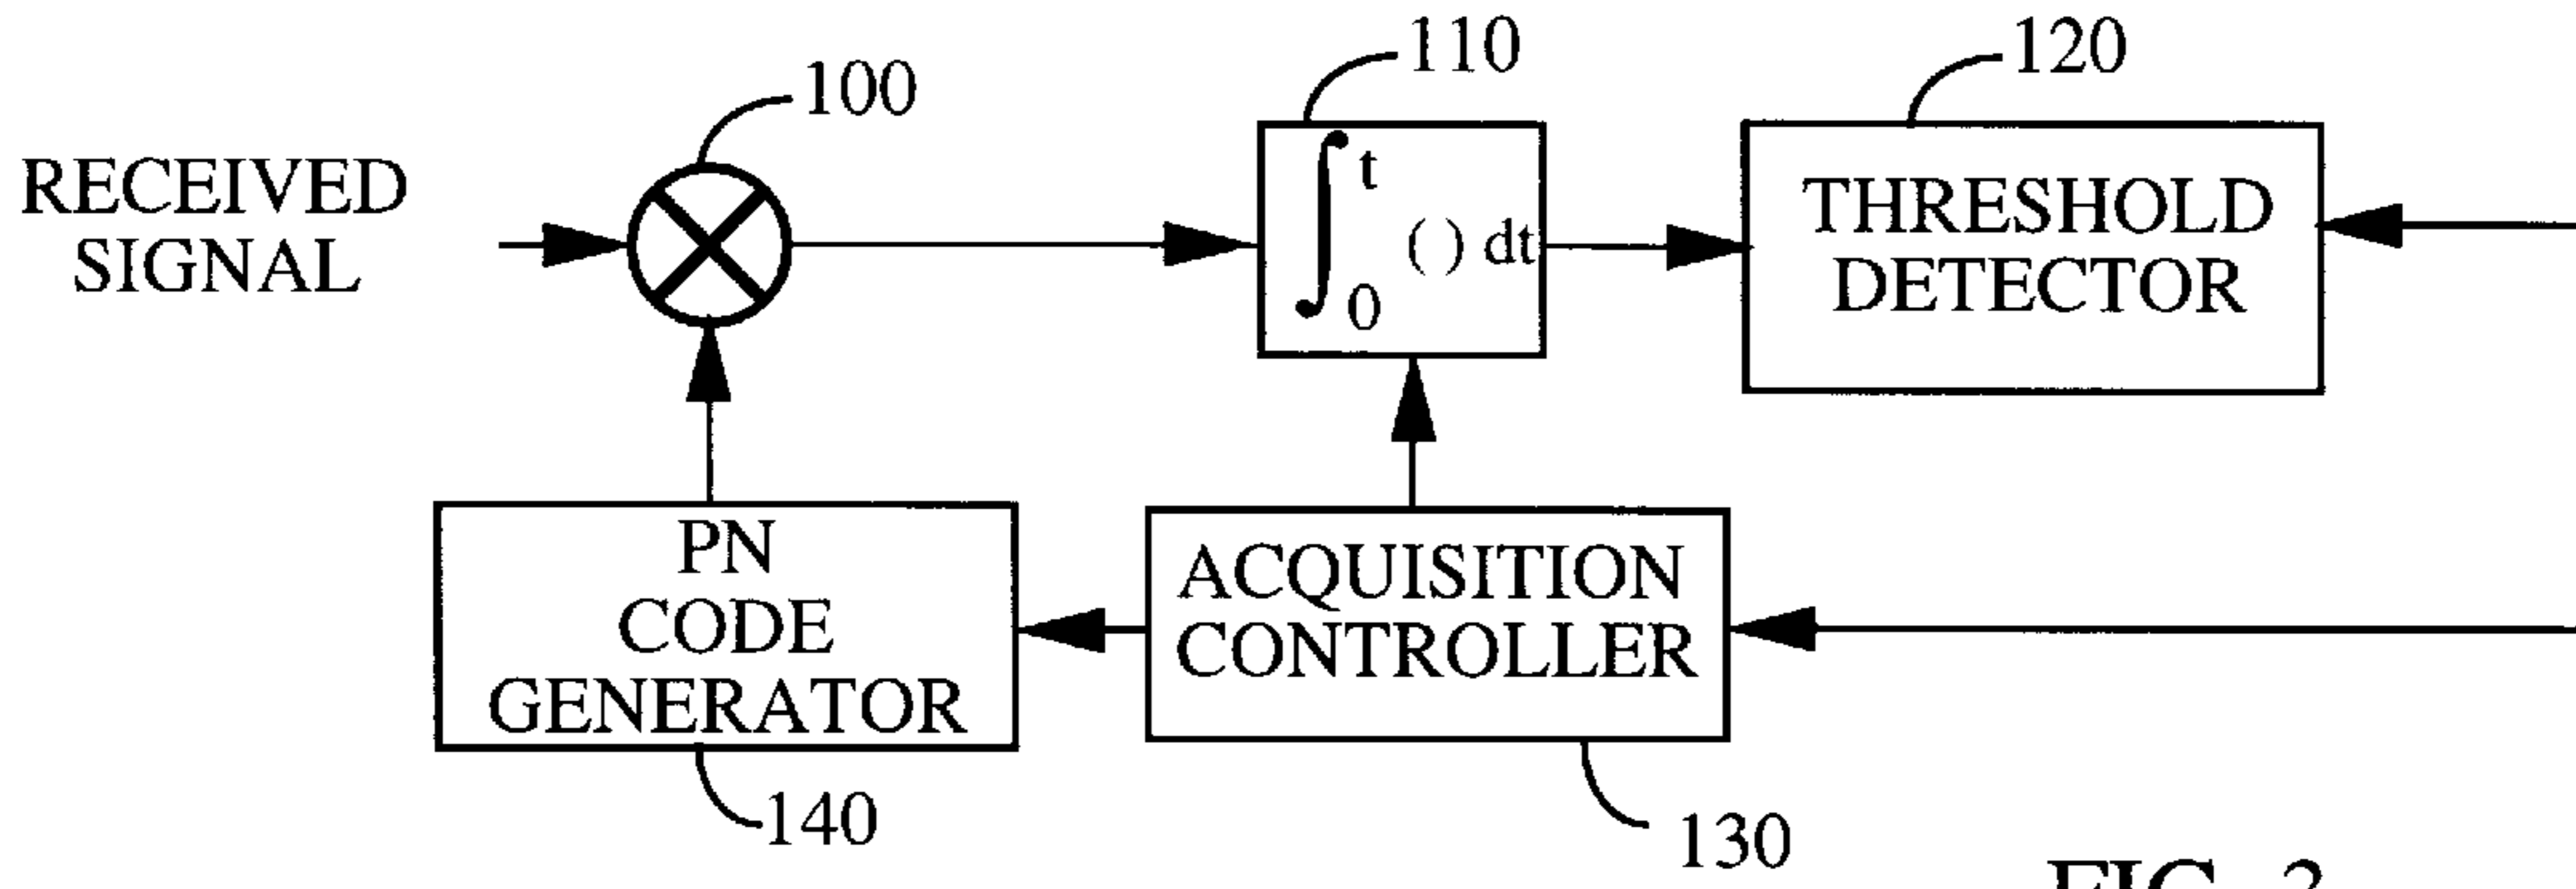 100
110
120
RECEIVED
SIGNAL
∫ t 0 ( ) dt
THRESHOLD
DETECTOR
PN
CODE
GENERATOR
ACQUISITION
CONTROLLER
140
130